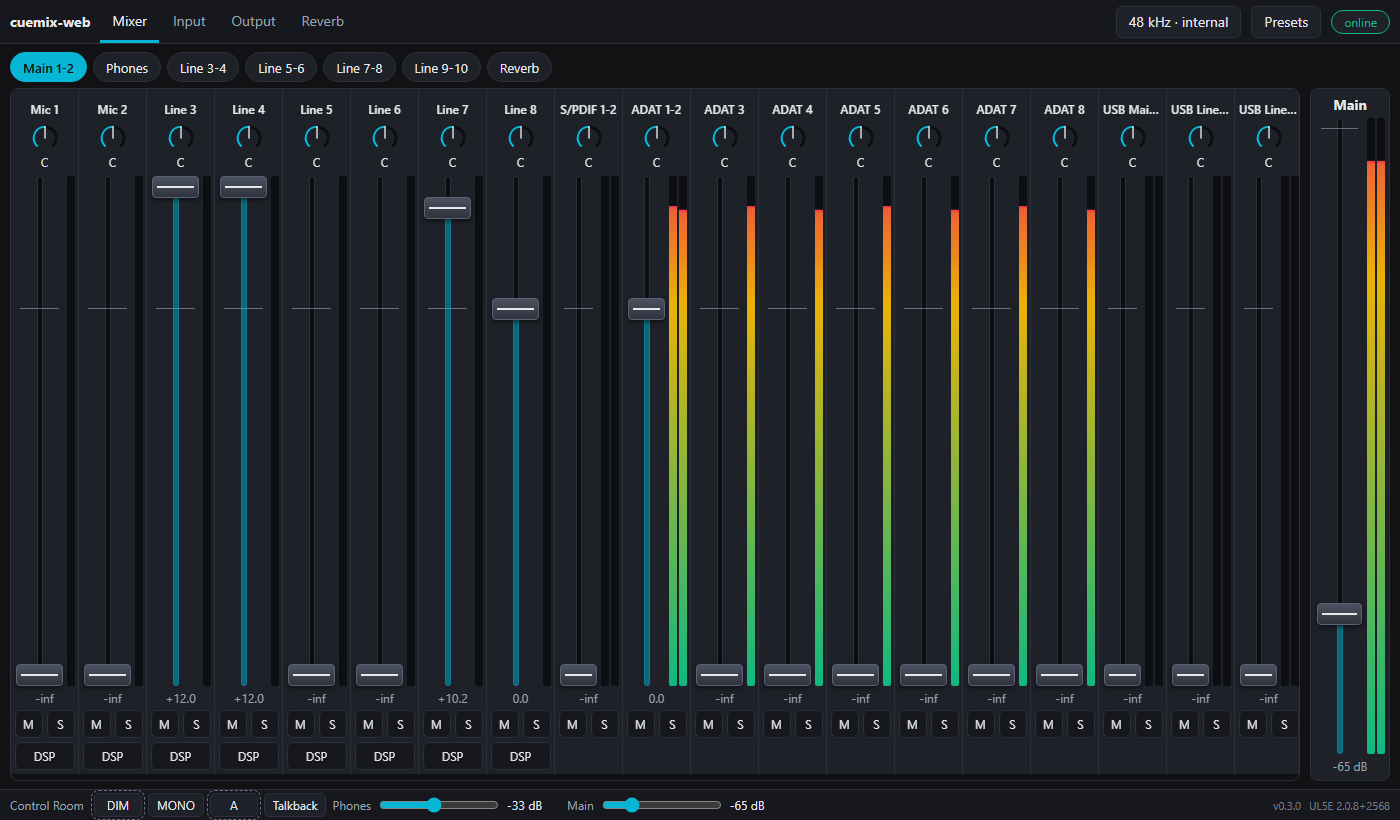 cuemix-web Mixer Input Output Reverb 48 kHz · internal Presets online
Main 1-2 Phones Line 3-4 Line 5-6 Line 7-8 Line 9-10 Reverb
Mic 1 Mic 2 Line 3 Line 4 Line 5 Line 6 Line 7 Line 8 S/PDIF 1-2 ADAT 1-2 ADAT 3 ADAT 4 ADAT 5 ADAT 6 ADAT 7 ADAT 8 USB Mai... USB Line... USB Line... Main
C C C C C C C C C C C C C C C C C C C
-inf -inf +12.0 +12.0 -inf -inf +10.2 0.0 -inf 0.0 -inf -inf -inf -inf -inf -inf -inf -inf -inf
M S M S M S M S M S M S M S M S M S M S M S M S M S M S M S M S M S M S M S
DSP DSP DSP DSP DSP DSP DSP DSP
-65 dB
Control Room DIM MONO A Talkback Phones -33 dB Main -65 dB v0.3.0 UL5E 2.0.8+2568